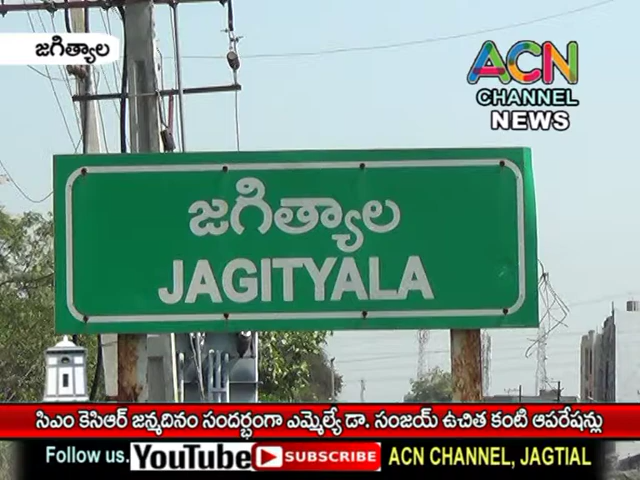 జగిత్యాల
ACN
CHANNEL
NEWS
జగిత్యాల
JAGITYALA
సిఎం కెసిఆర్ జన్మదినం సందర్భంగా ఎమ్మెల్యే డా. సంజయ్ ఉచిత కంటి ఆపరేషన్లు
Follow us. YouTube SUBSCRIBE ACN CHANNEL, JAGTIAL